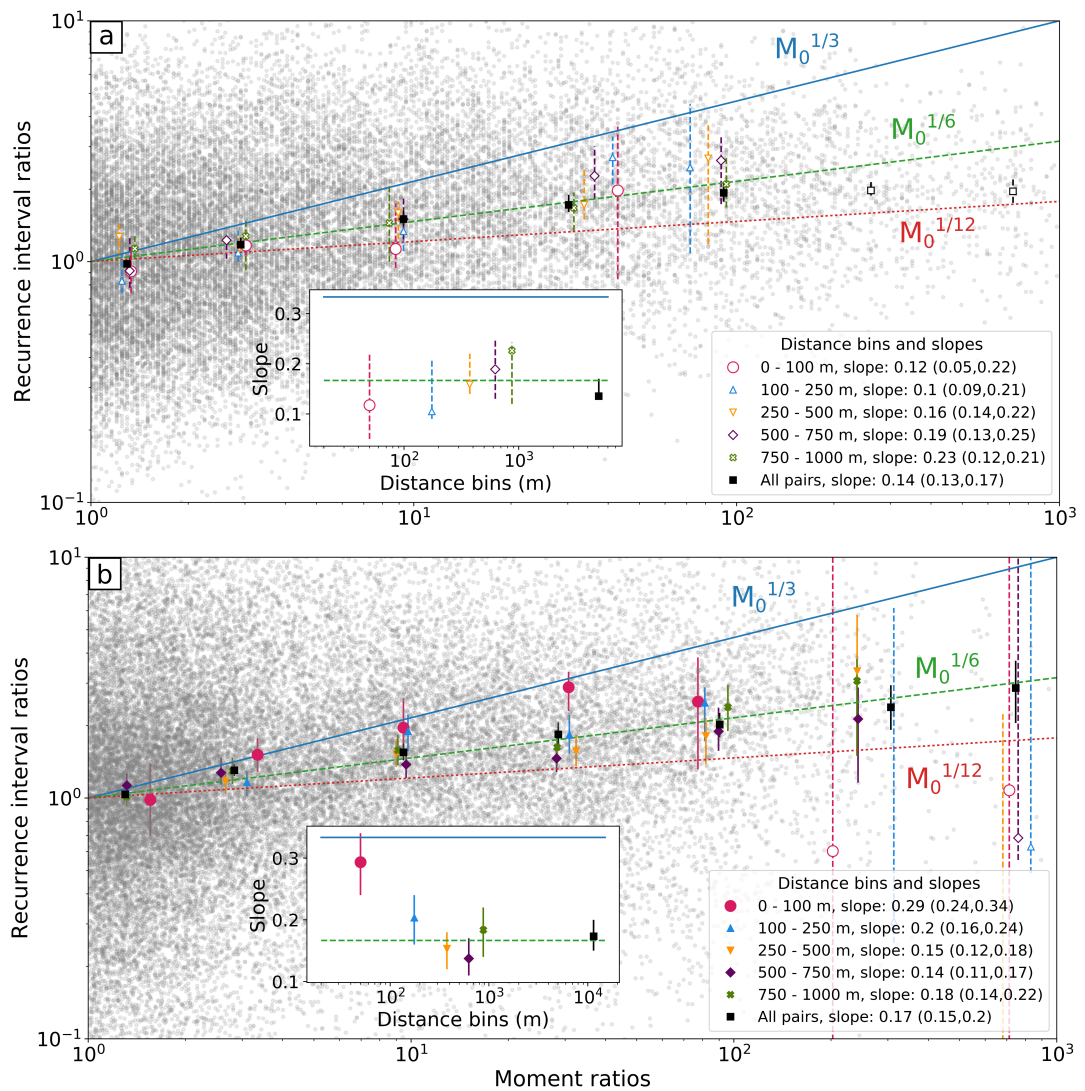 a
10^1
10^0
10^−1
Recurrence interval ratios
M_0^1/3
M_0^1/6
M_0^1/12
0.3
0.2
0.1
Slope
10^2 10^3
Distance bins (m)
Distance bins and slopes
0 - 100 m, slope: 0.12 (0.05,0.22)
100 - 250 m, slope: 0.1 (0.09,0.21)
250 - 500 m, slope: 0.16 (0.14,0.22)
500 - 750 m, slope: 0.19 (0.13,0.25)
750 - 1000 m, slope: 0.23 (0.12,0.21)
All pairs, slope: 0.14 (0.13,0.17)
10^0 10^1 10^2 10^3
b
10^1
10^0
10^−1
Recurrence interval ratios
M_0^1/3
M_0^1/6
M_0^1/12
0.3
0.2
0.1
Slope
10^2 10^3 10^4
Distance bins (m)
Distance bins and slopes
0 - 100 m, slope: 0.29 (0.24,0.34)
100 - 250 m, slope: 0.2 (0.16,0.24)
250 - 500 m, slope: 0.15 (0.12,0.18)
500 - 750 m, slope: 0.14 (0.11,0.17)
750 - 1000 m, slope: 0.18 (0.14,0.22)
All pairs, slope: 0.17 (0.15,0.2)
10^0 10^1 10^2 10^3
Moment ratios